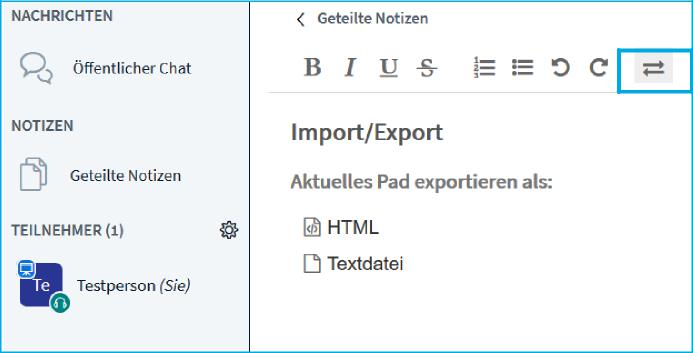 NACHRICHTEN
Öffentlicher Chat
NOTIZEN
Geteilte Notizen
TEILNEHMER (1)
Te
Testperson (Sie)
Geteilte Notizen
B I U S
Import/Export
Aktuelles Pad exportieren als:
HTML
Textdatei